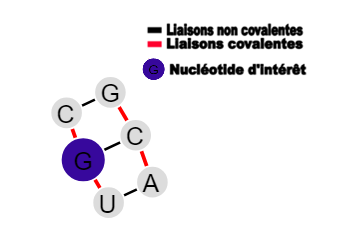 Liaisons non covalentes
Liaisons covalentes
G Nucléotide d'intérêt
G
C
C
G
A
U